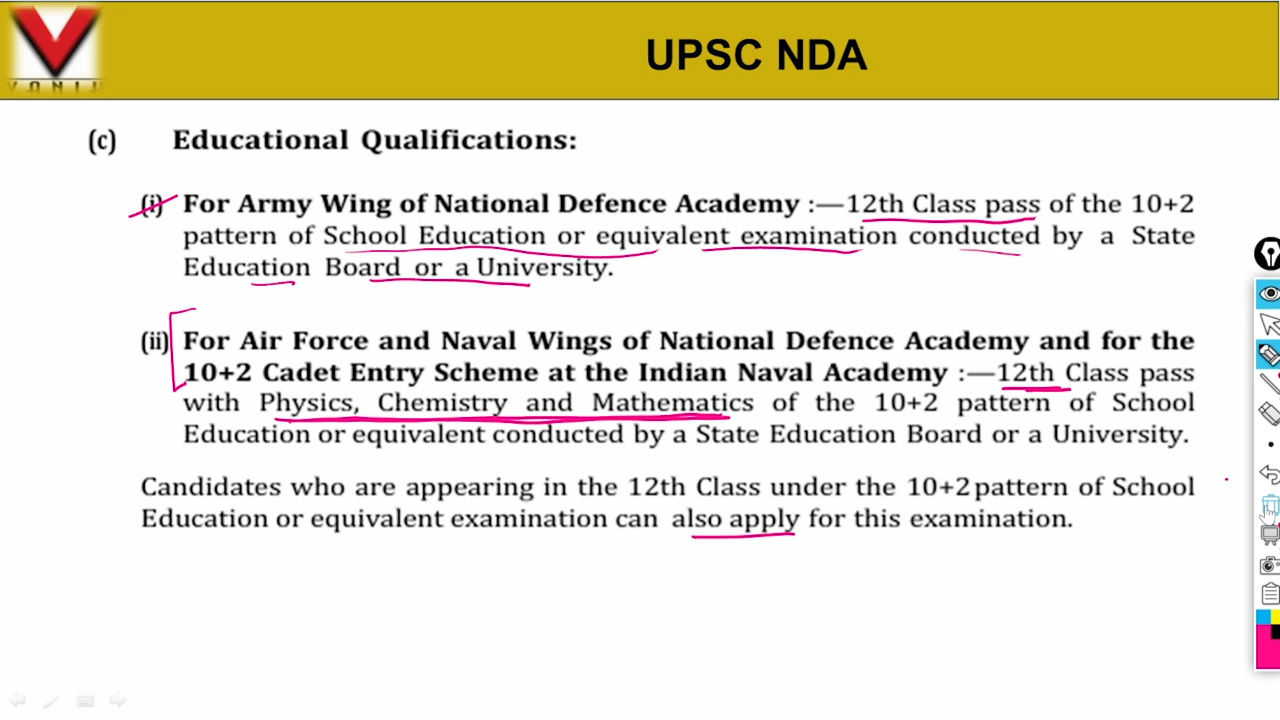 UPSC NDA
VANIK
(c) Educational Qualifications:
(i) For Army Wing of National Defence Academy :—12th Class pass of the 10+2
pattern of School Education or equivalent examination conducted by a State
Education Board or a University.
(ii) For Air Force and Naval Wings of National Defence Academy and for the
10+2 Cadet Entry Scheme at the Indian Naval Academy :—12th Class pass
with Physics, Chemistry and Mathematics of the 10+2 pattern of School
Education or equivalent conducted by a State Education Board or a University.
Candidates who are appearing in the 12th Class under the 10+2 pattern of School
Education or equivalent examination can also apply for this examination.